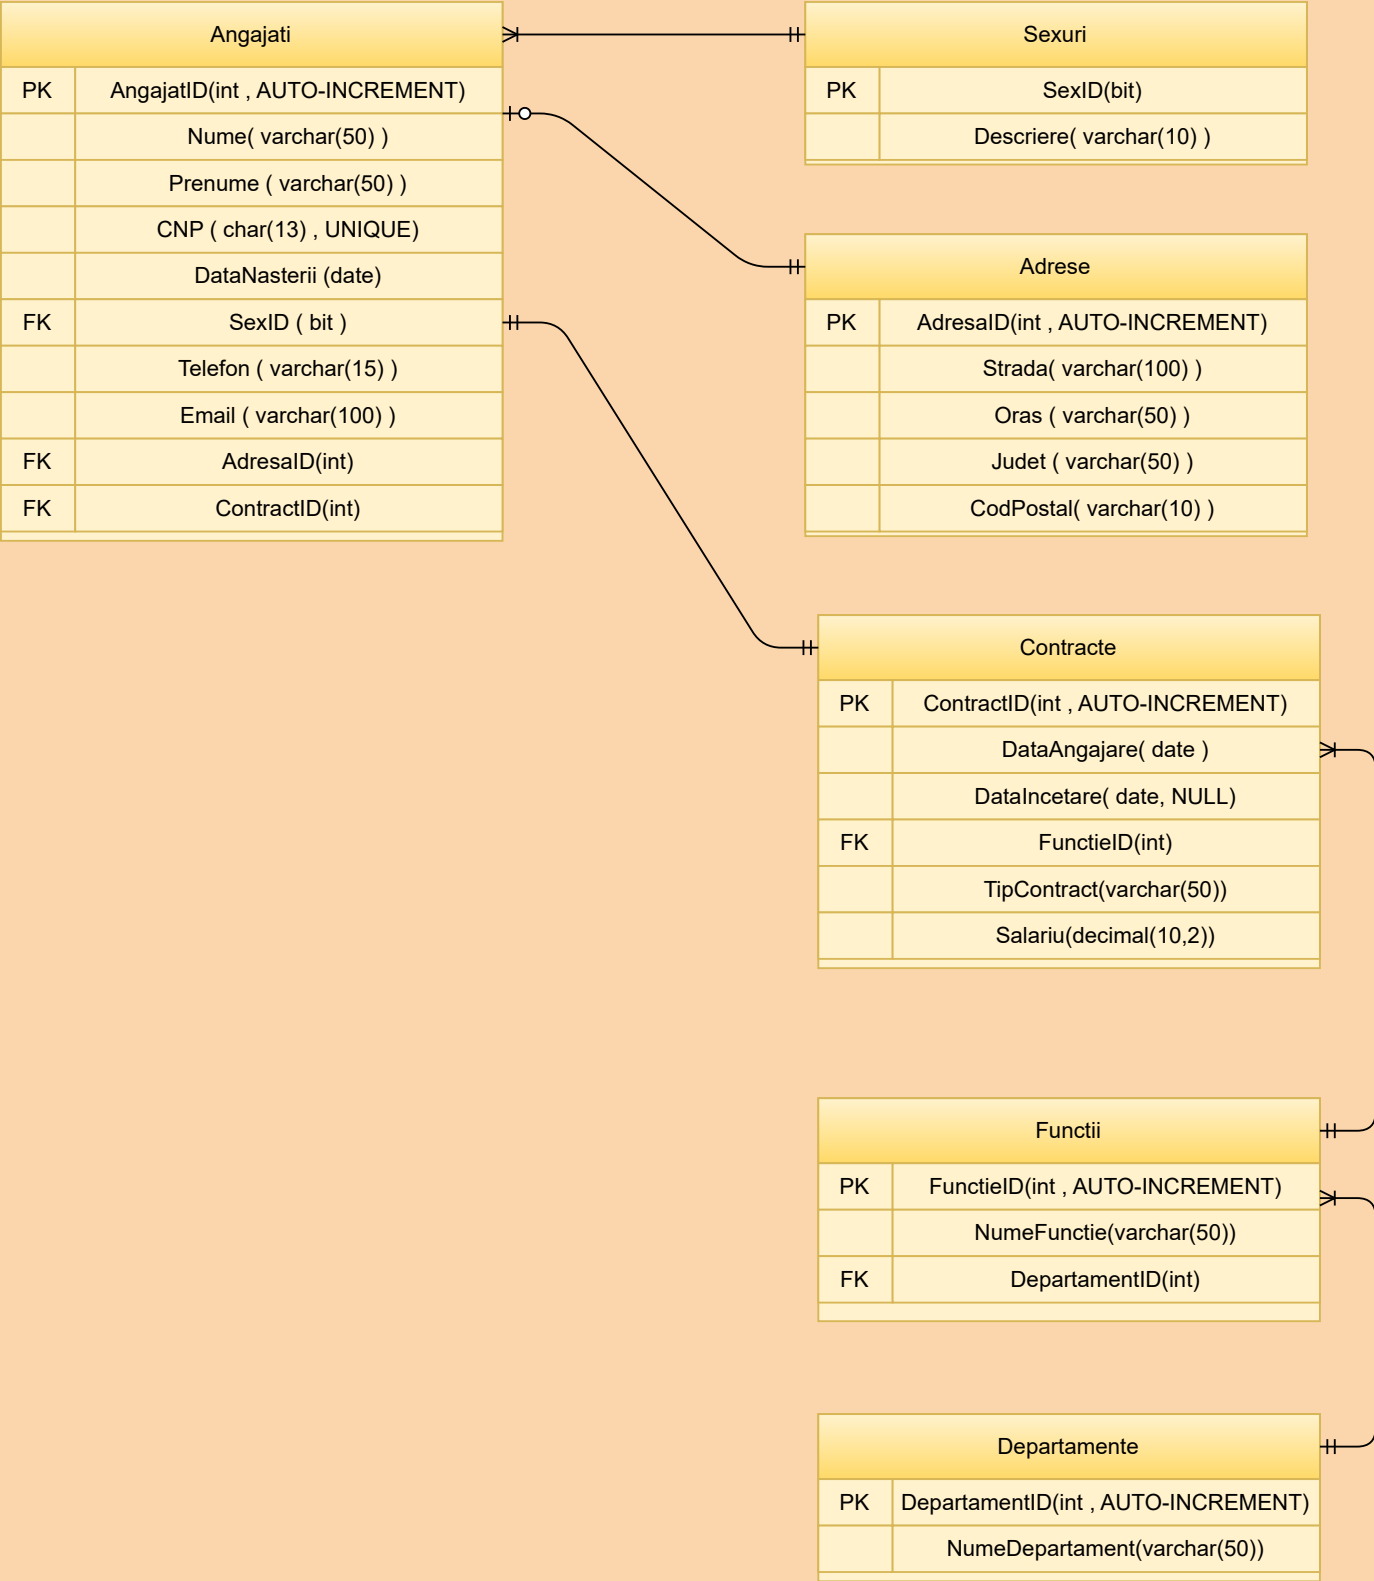 Angajati
PK AngajatID(int , AUTO-INCREMENT)
Nume( varchar(50) )
Prenume ( varchar(50) )
CNP ( char(13) , UNIQUE)
DataNasterii (date)
FK SexID ( bit )
Telefon ( varchar(15) )
Email ( varchar(100) )
FK AdresaID(int)
FK ContractID(int)
Sexuri
PK SexID(bit)
Descriere( varchar(10) )
Adrese
PK AdresaID(int , AUTO-INCREMENT)
Strada( varchar(100) )
Oras ( varchar(50) )
Judet ( varchar(50) )
CodPostal( varchar(10) )
Contracte
PK ContractID(int , AUTO-INCREMENT)
DataAngajare( date )
DataIncetare( date, NULL)
FK FunctieID(int)
TipContract(varchar(50))
Salariu(decimal(10,2))
Functii
PK FunctieID(int , AUTO-INCREMENT)
NumeFunctie(varchar(50))
FK DepartamentID(int)
Departamente
PK DepartamentID(int , AUTO-INCREMENT)
NumeDepartament(varchar(50))